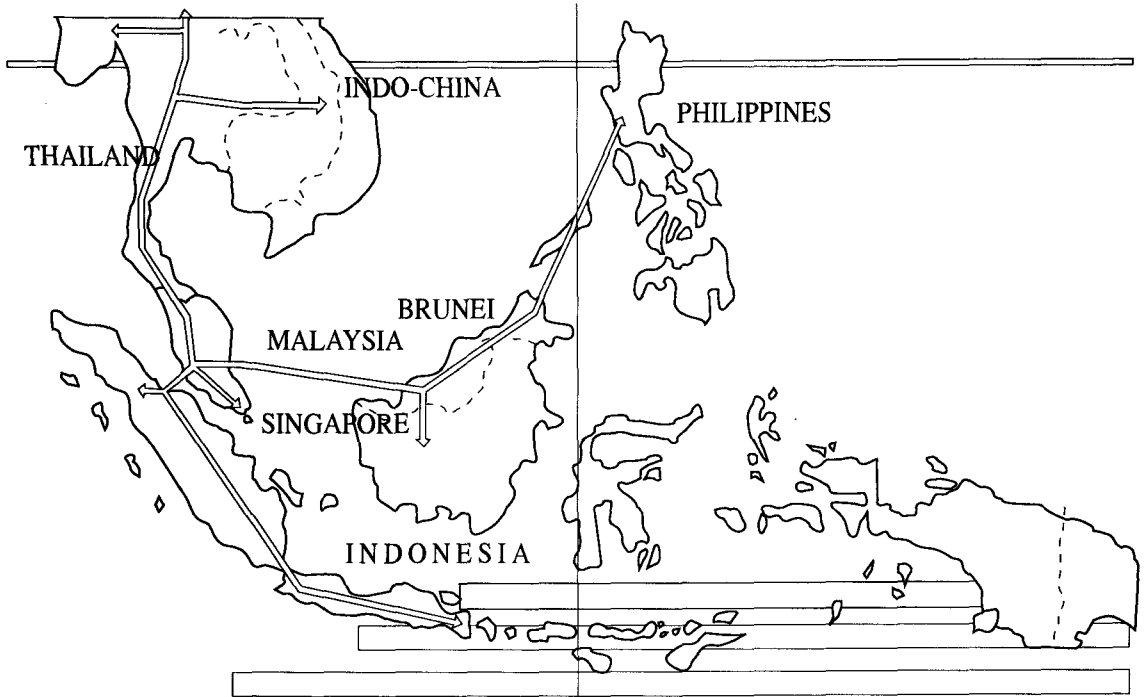 INDO-CHINA
PHILIPPINES
THAILAND
BRUNEI
MALAYSIA
SINGAPORE
INDONESIA